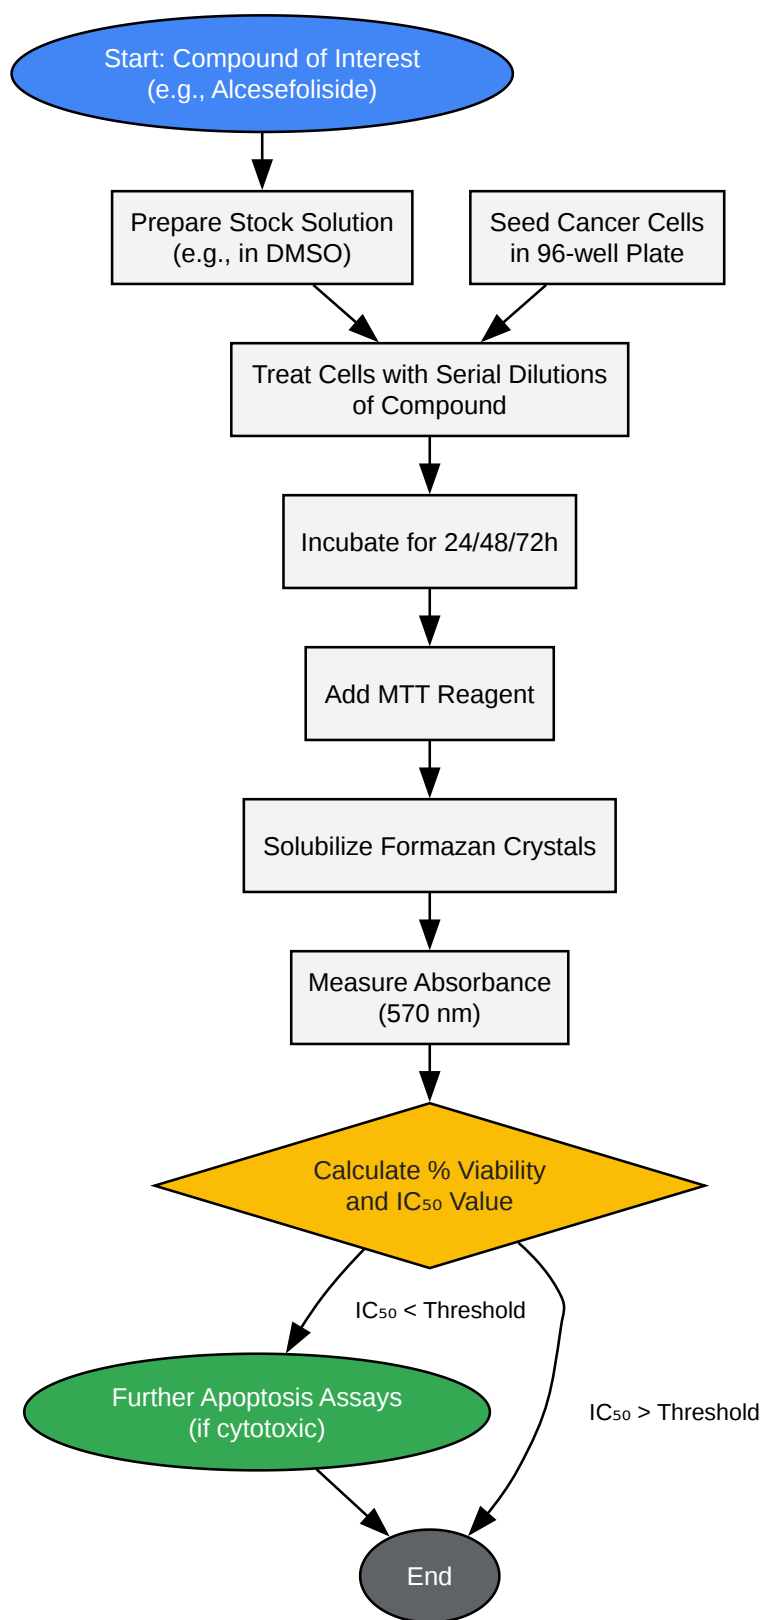 Start: Compound of Interest
(e.g., Alcesefoliside)
Prepare Stock Solution
(e.g., in DMSO)
Seed Cancer Cells
in 96-well Plate
Treat Cells with Serial Dilutions
of Compound
Incubate for 24/48/72h
Add MTT Reagent
Solubilize Formazan Crystals
Measure Absorbance
(570 nm)
Calculate % Viability
and IC₅₀ Value
IC₅₀ < Threshold
Further Apoptosis Assays
(if cytotoxic)
IC₅₀ > Threshold
End